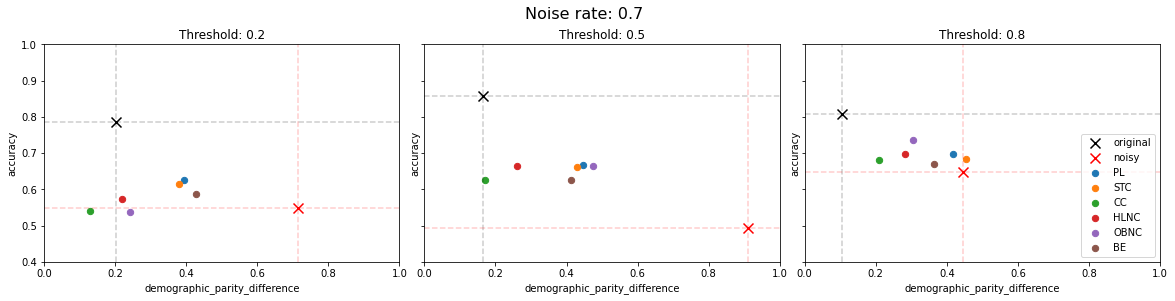 Noise rate: 0.7
Threshold: 0.2
1.0
0.9
0.8
0.7
0.6
0.5
0.4
accuracy
0.0 0.2 0.4 0.6 0.8 1.0
demographic_parity_difference
Threshold: 0.5
accuracy
0.0 0.2 0.4 0.6 0.8 1.0
demographic_parity_difference
Threshold: 0.8
accuracy
0.0 0.2 0.4 0.6 0.8 1.0
demographic_parity_difference
original
noisy
PL
STC
CC
HLNC
OBNC
BE